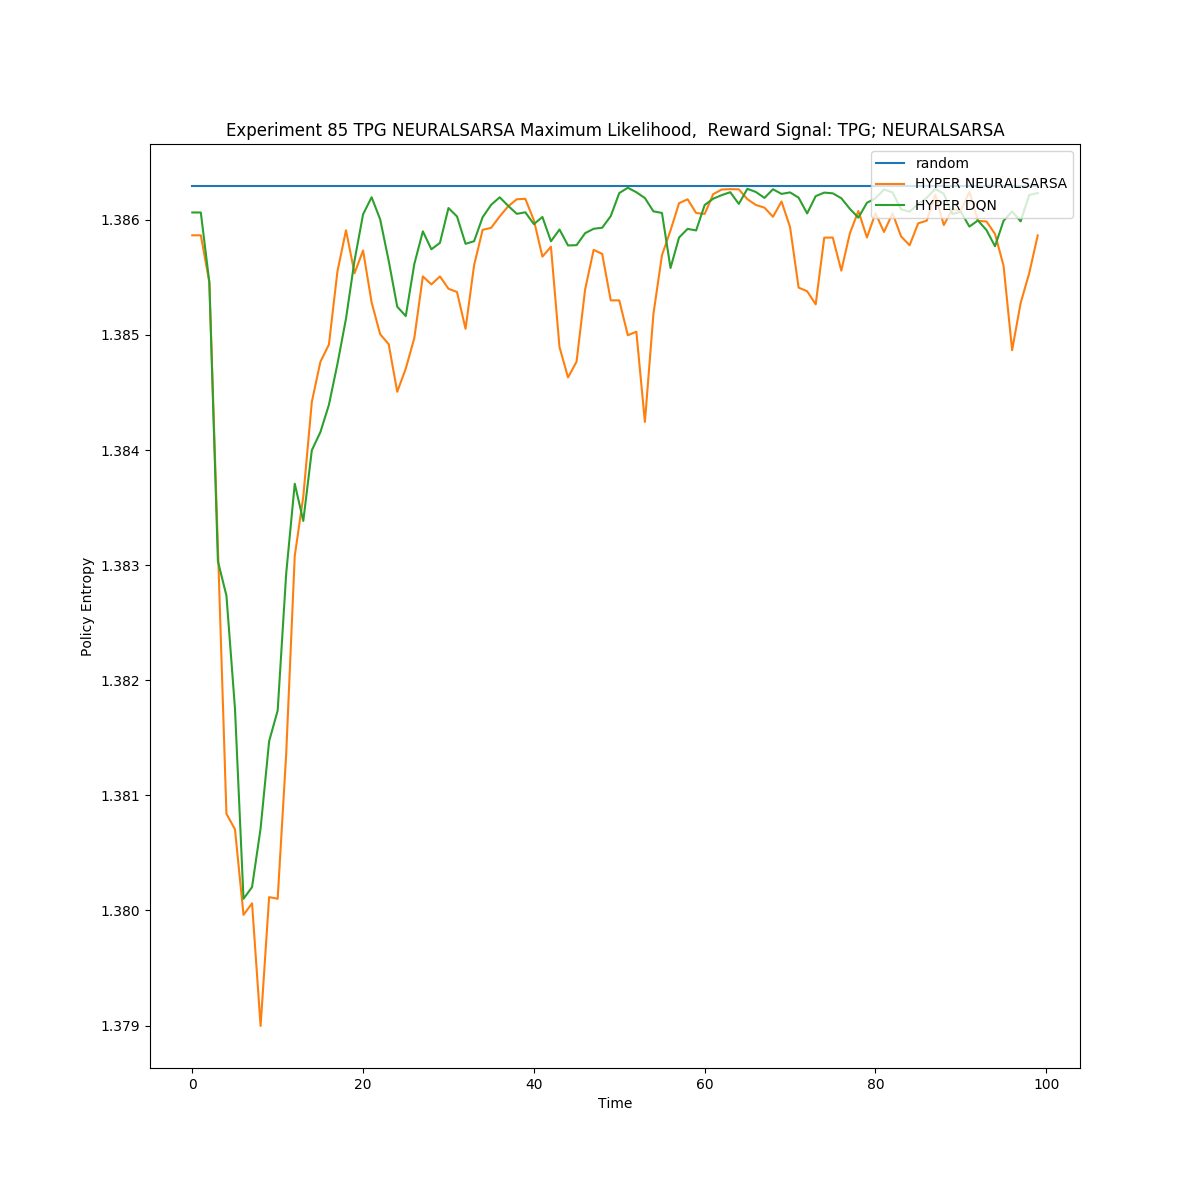 Experiment 85 TPG NEURALSARSA Maximum Likelihood,  Reward Signal: TPG; NEURALSARSA
random
HYPER NEURALSARSA
HYPER DQN
1.386
1.385
1.384
1.383
1.382
1.381
1.380
1.379
Policy Entropy
0
20
40
60
80
100
Time